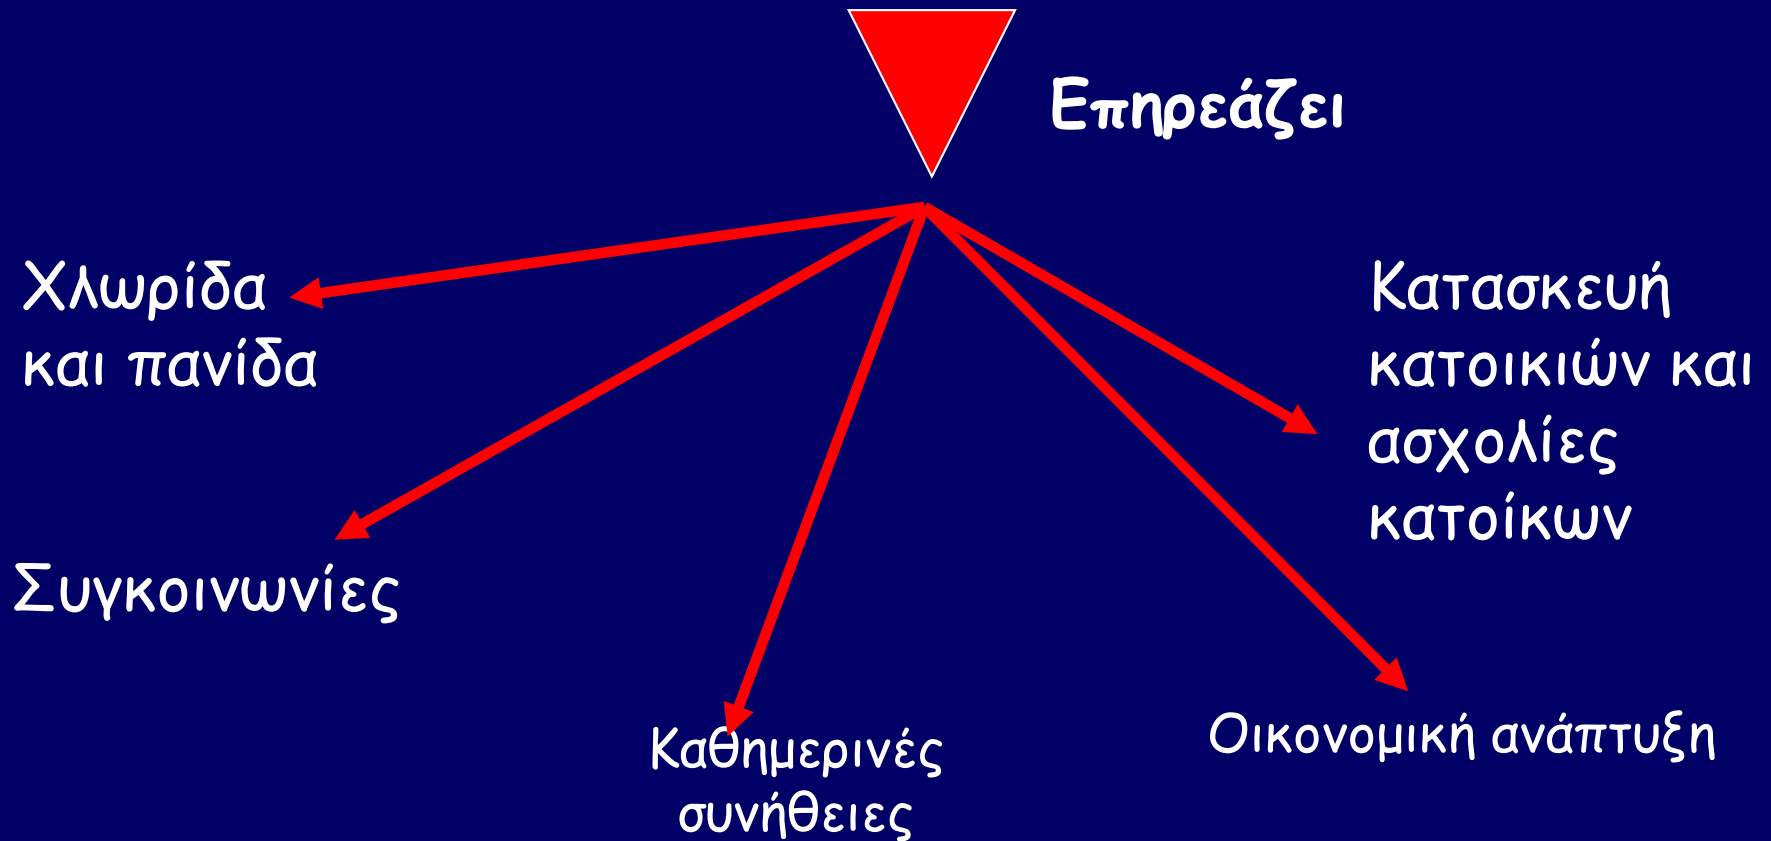 Επηρεάζει
Χλωρίδα
και πανίδα
Κατασκευή
κατοικιών και
ασχολίες
κατοίκων
Συγκοινωνίες
Καθημερινές
συνήθειες
Οικονομική ανάπτυξη